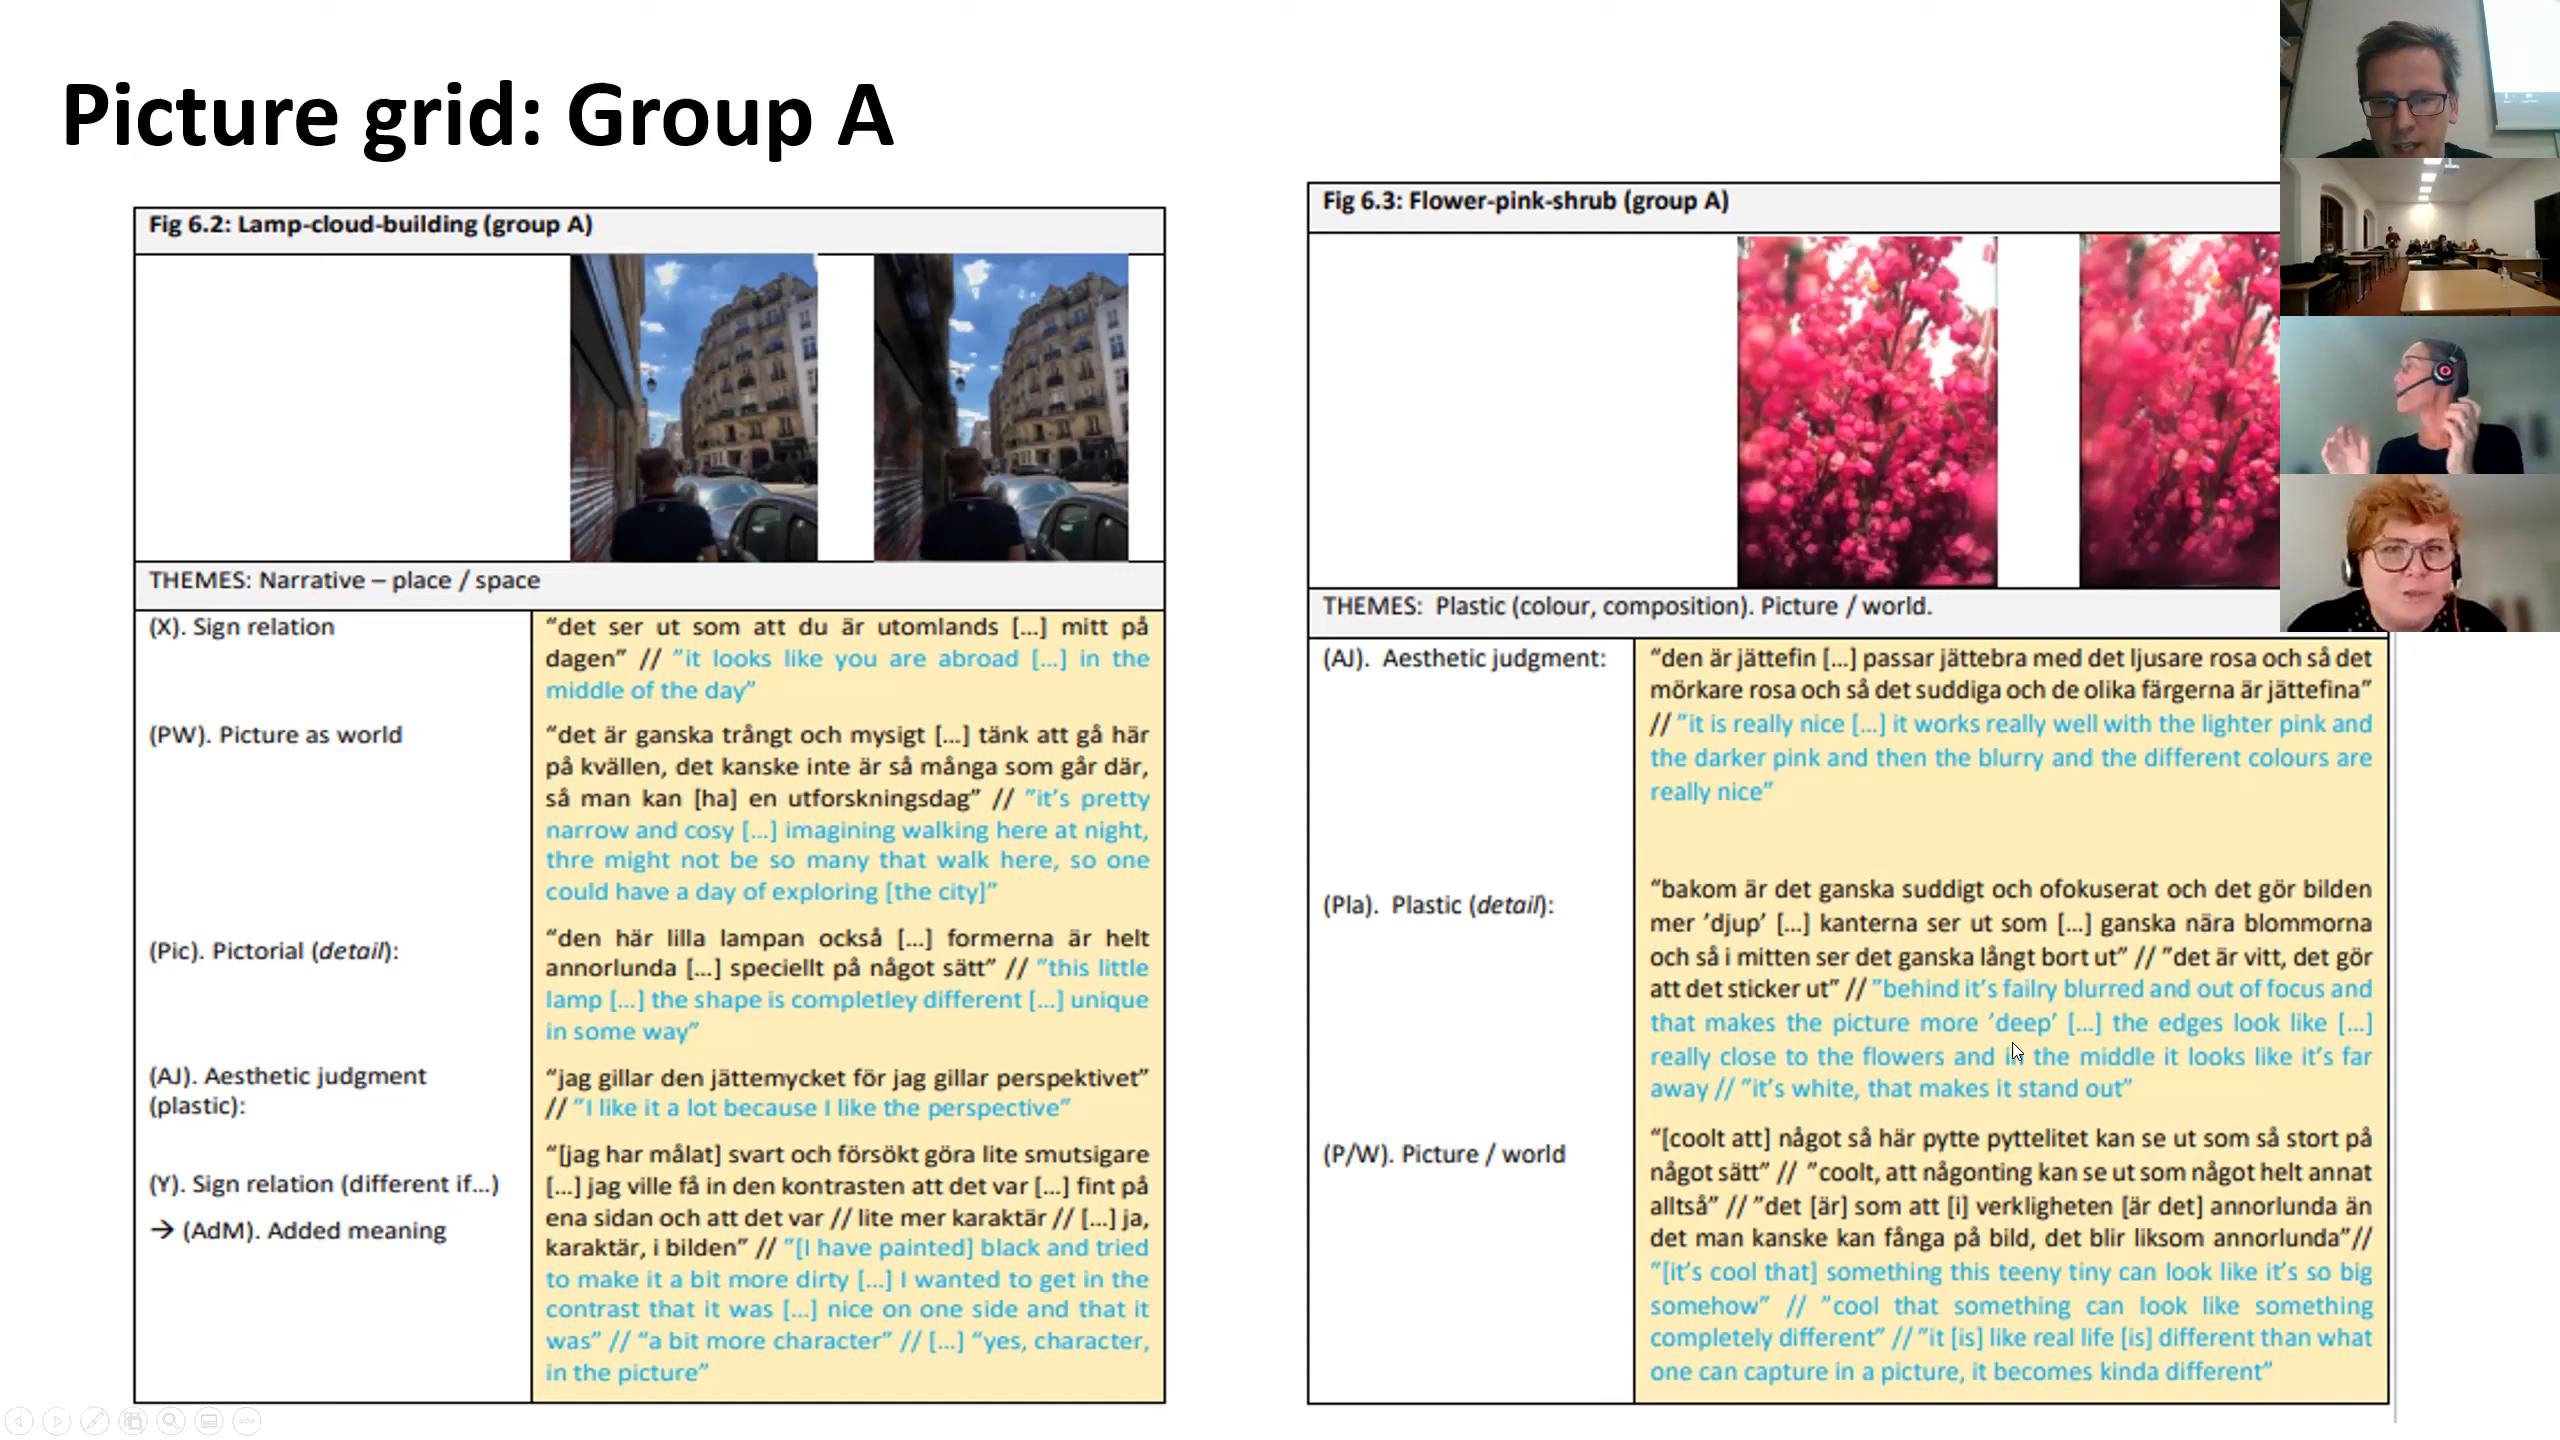 Picture grid: Group A
Fig 6.2: Lamp-cloud-building (group A)
THEMES: Narrative – place / space
(X). Sign relation
“det ser ut som att du är utomlands [...] mitt på
dagen” // “it looks like you are abroad [...] in the
middle of the day”
(PW). Picture as world
“det är ganska trångt och mysigt [...] tänk att gå här
på kvällen, det kanske inte är så många som går där,
så man kan [ha] en utforskningsdag” // “it’s pretty
narrow and cosy [...] imagining walking here at night,
thre might not be so many that walk here, so one
could have a day of exploring [the city]”
(Pic). Pictorial (detail):
“den här lilla lampan också [...] formerna är helt
annorlunda [...] speciellt på något sätt” // “this little
lamp [...] the shape is completley different [...] unique
in some way”
(AJ). Aesthetic judgment
(plastic):
“jag gillar den jättemycket för jag gillar perspektivet”
// “I like it a lot because I like the perspective”
(Y). Sign relation (different if...)
→ (AdM). Added meaning
“[jag har målat] svart och försökt göra lite smutsigare
[...] jag ville få in den kontrasten att det var [...] fint på
ena sidan och att det var // lite mer karaktär // [...] ja,
karaktär, i bilden” // “[I have painted] black and tried
to make it a bit more dirty [...] I wanted to get in the
contrast that it was [...] nice on one side and that it
was” // “a bit more character” // [...] “yes, character,
in the picture”
Fig 6.3: Flower-pink-shrub (group A)
THEMES: Plastic (colour, composition). Picture / world.
(AJ). Aesthetic judgment:
“den är jättefin [...] passar jättebra med det ljusare rosa och så det
mörkare rosa och så det suddiga och de olika färgerna är jättefina”
// “it is really nice [...] it works really well with the lighter pink and
the darker pink and then the blurry and the different colours are
really nice”
(Pla). Plastic (detail):
“bakom är det ganska suddigt och ofokuserat och det gör bilden
mer ’djup’ [...] kanterna ser ut som [...] ganska nära blommorna
och så i mitten ser det ganska långt bort ut” // “det är vitt, det gör
att det sticker ut” // “behind it’s failry blurred and out of focus and
that makes the picture more ’deep’ [...] the edges look like [...]
really close to the flowers and in the middle it looks like it’s far
away // “it’s white, that makes it stand out”
(P/W). Picture / world
“[coolt att] något så här pytte pyttelitet kan se ut som så stort på
något sätt” // “coolt, att någonting kan se ut som något helt annat
alltså” // “det [är] som att [i] verkligheten [är det] annorlunda än
det man kanske kan fånga på bild, det blir liksom annorlunda”//
“[it’s cool that] something this teeny tiny can look like it’s so big
somehow” // “cool that something can look like something
completely different” // “it [is] like real life [is] different than what
one can capture in a picture, it becomes kinda different”